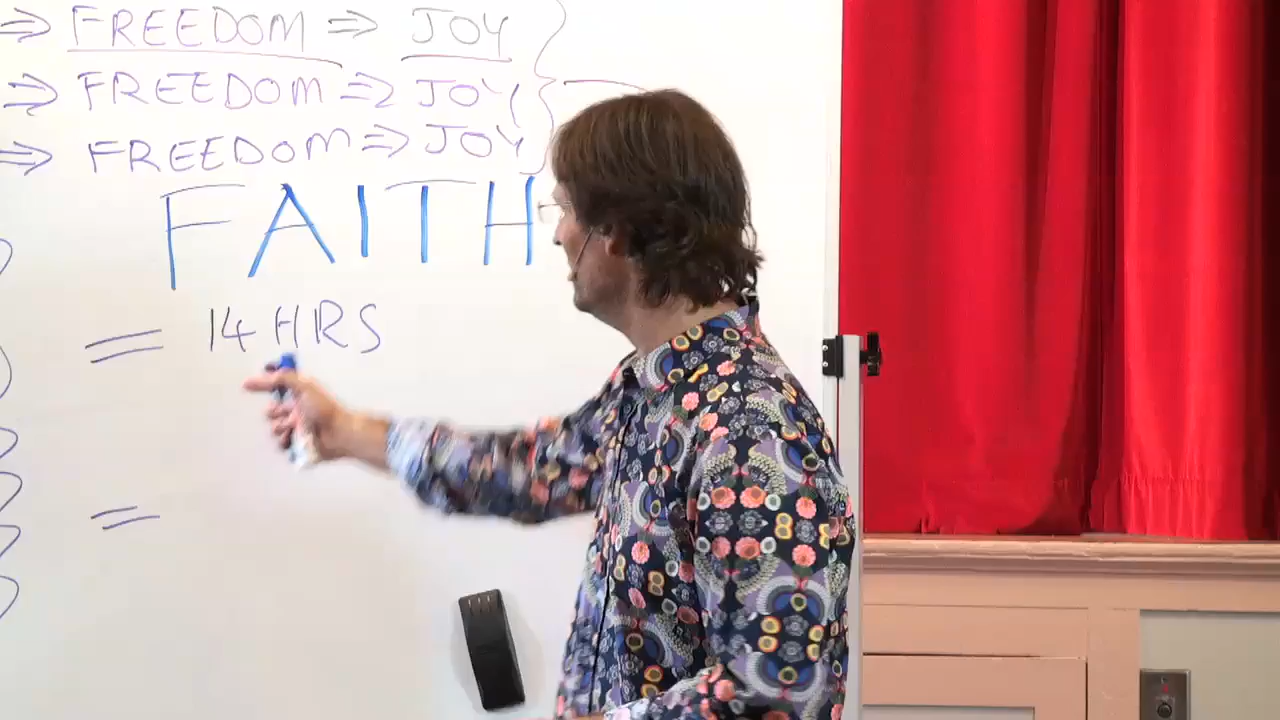 ⇒ FREEDOM ⇒ JOY
⇒ FREEDOM ⇒ JOY
⇒ FREEDOM ⇒ JOY
FAITH
= 14 HRS
=